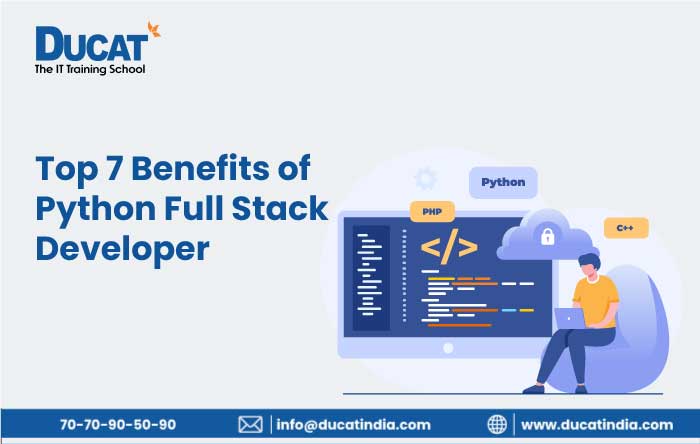 DUCAT
The IT Training School
Top 7 Benefits of
Python Full Stack
Developer
Python
PHP
C++
</>
70-70-90-50-90
info@ducatindia.com
www.ducatindia.com